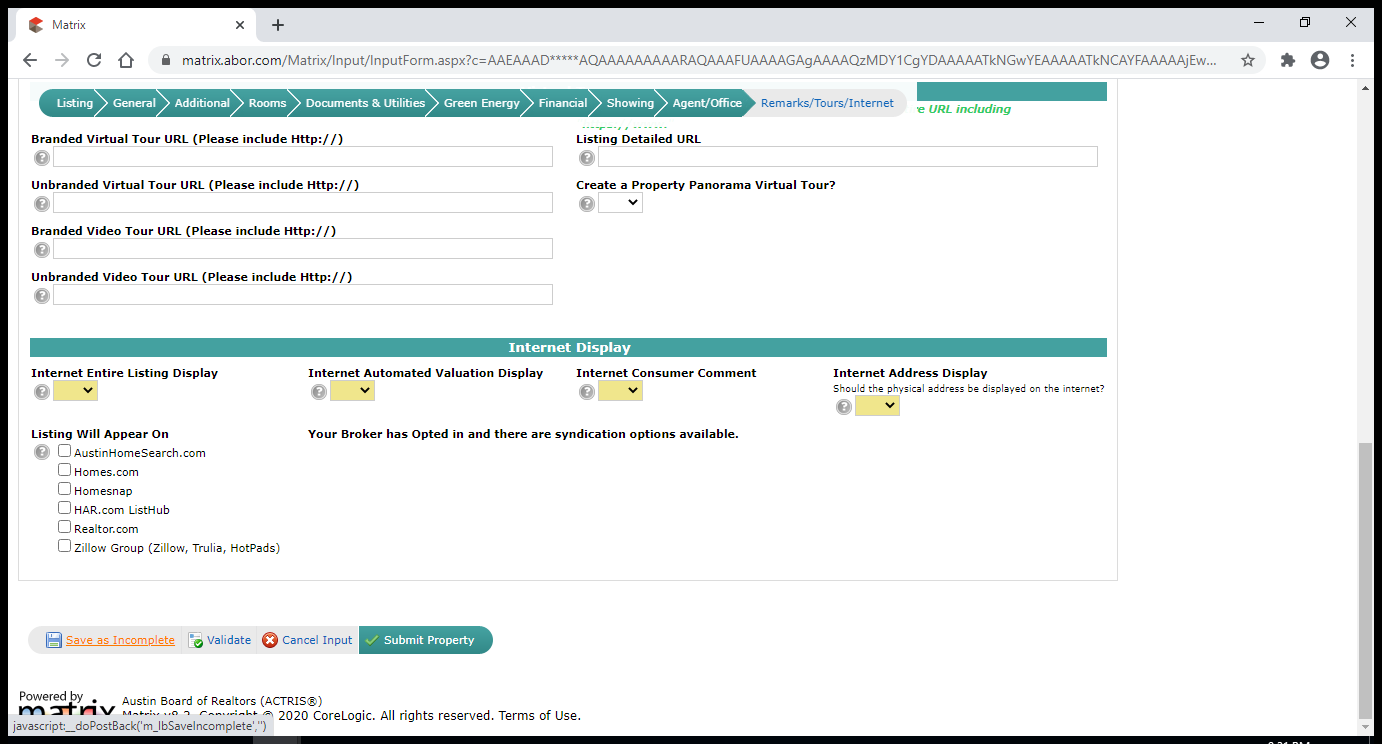 Matrix
matrix.abor.com/Matrix/Input/InputForm.aspx?c=AAEAAAD*****AQAAAAAAAAARAQAAAFUAAAAGAgAAAAQzMDY1CgYDAAAAATkNGwYEAAAAATkNCAYFAAAAAjEw...
Listing General Additional Rooms Documents & Utilities Green Energy Financial Showing Agent/Office Remarks/Tours/Internet
URL including
Branded Virtual Tour URL (Please include Http://)
Listing Detailed URL
Unbranded Virtual Tour URL (Please include Http://)
Create a Property Panorama Virtual Tour?
Branded Video Tour URL (Please include Http://)
Unbranded Video Tour URL (Please include Http://)
Internet Display
Internet Entire Listing Display
Internet Automated Valuation Display
Internet Consumer Comment
Internet Address Display
Should the physical address be displayed on the internet?
Listing Will Appear On
Your Broker has Opted in and there are syndication options available.
AustinHomeSearch.com
Homes.com
Homesnap
HAR.com ListHub
Realtor.com
Zillow Group (Zillow, Trulia, HotPads)
Save as Incomplete Validate Cancel Input Submit Property
Powered by
matrix
Austin Board of Realtors (ACTRIS®)
Matrix v8.2. Copyright © 2020 CoreLogic. All rights reserved. Terms of Use.
javascript:__doPostBack('m_lbSaveIncomplete','')